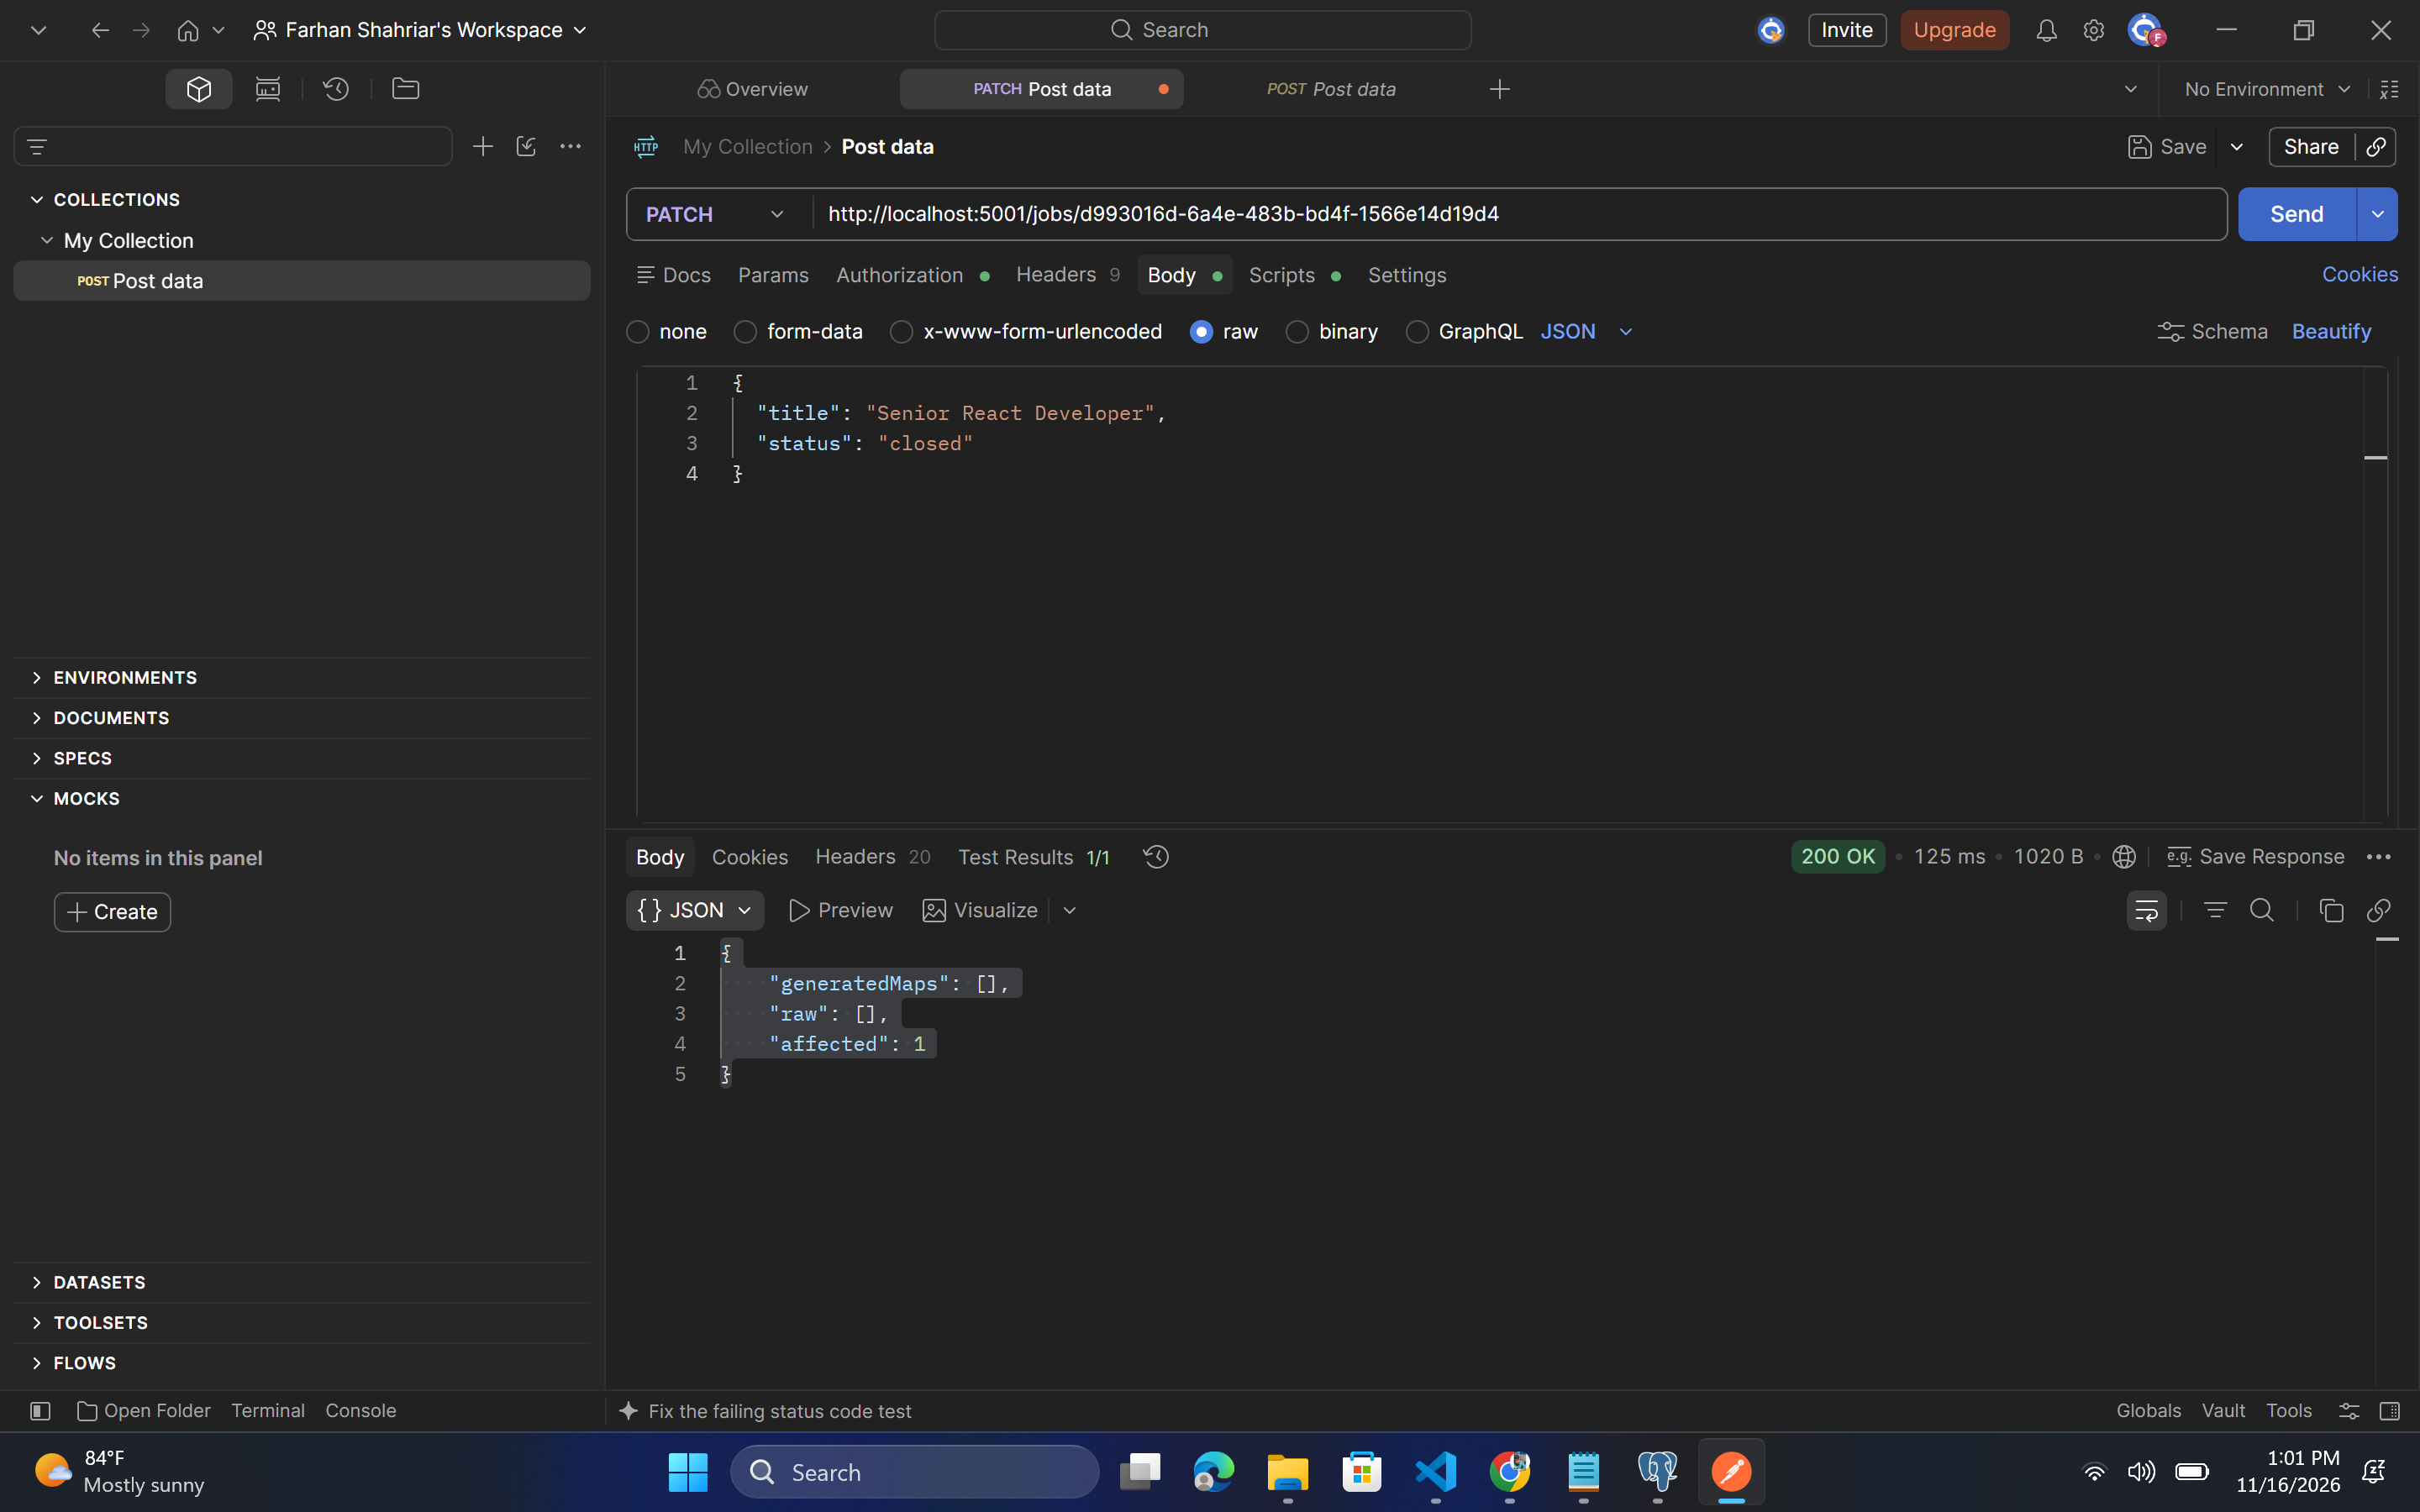 Farhan Shahriar's Workspace
Search
Invite
Upgrade
F
Overview
PATCH Post data
POST Post data
No Environment
HTTP
My Collection > Post data
Save
Share
COLLECTIONS
My Collection
POST Post data
PATCH
http://localhost:5001/jobs/d993016d-6a4e-483b-bd4f-1566e14d19d4
Send
Docs
Params
Authorization
Headers 9
Body
Scripts
Settings
Cookies
none
form-data
x-www-form-urlencoded
raw
binary
GraphQL
JSON
Schema
Beautify
1 {
2 "title": "Senior React Developer",
3 "status": "closed"
4 }
ENVIRONMENTS
DOCUMENTS
SPECS
MOCKS
No items in this panel
Create
Body
Cookies
Headers 20
Test Results 1/1
200 OK
125 ms
1020 B
e.g. Save Response
{} JSON
Preview
Visualize
1 {
2 "generatedMaps": [],
3 "raw": [],
4 "affected": 1
5 }
DATASETS
TOOLSETS
FLOWS
Open Folder
Terminal
Console
Fix the failing status code test
Globals
Vault
Tools
84°F
Mostly sunny
Search
1:01 PM
11/16/2026